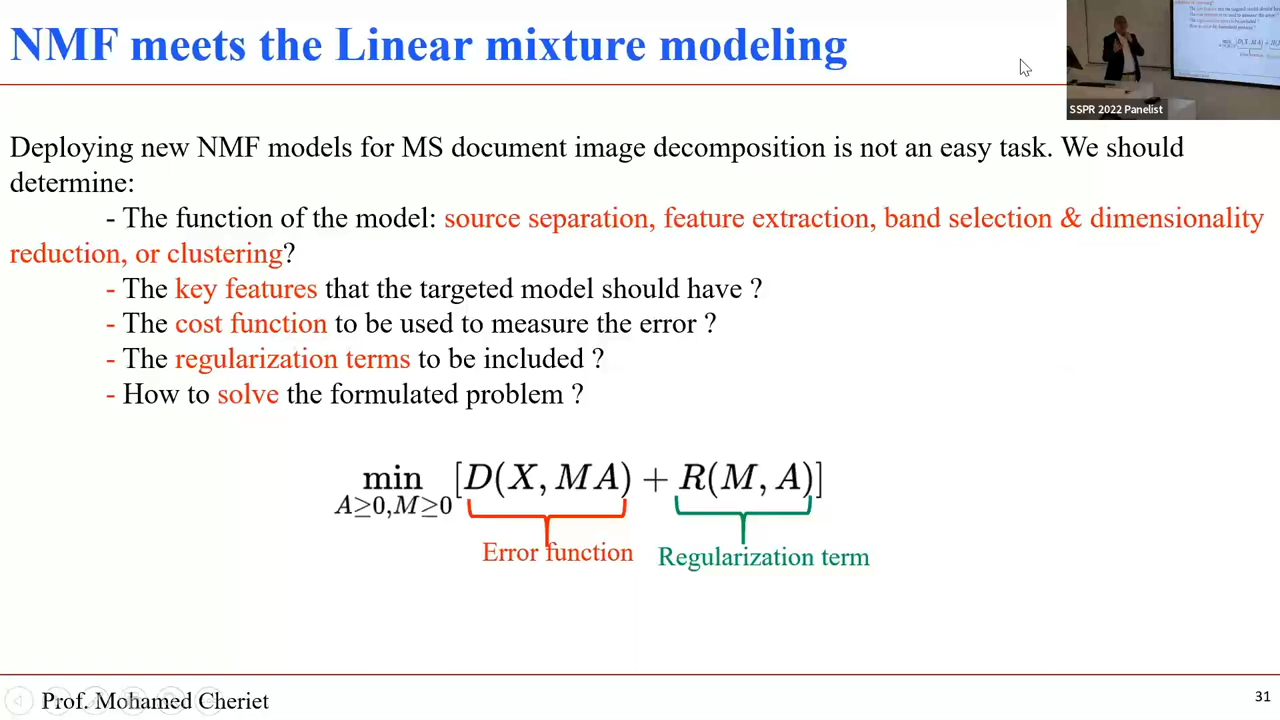 NMF meets the Linear mixture modeling
SSPR 2022 Panelist
Deploying new NMF models for MS document image decomposition is not an easy task. We should
determine:
- The function of the model: source separation, feature extraction, band selection & dimensionality
reduction, or clustering?
- The key features that the targeted model should have ?
- The cost function to be used to measure the error ?
- The regularization terms to be included ?
- How to solve the formulated problem ?
min [D(X, MA) + R(M, A)]
A≥0,M≥0
Error function
Regularization term
Prof. Mohamed Cheriet
31